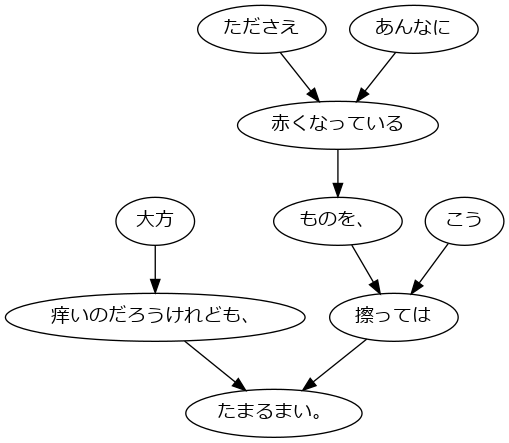 たださえ
あんなに
赤くなっている
大方
ものを、
こう
痒いのだろうけれども、
擦っては
たまるまい。